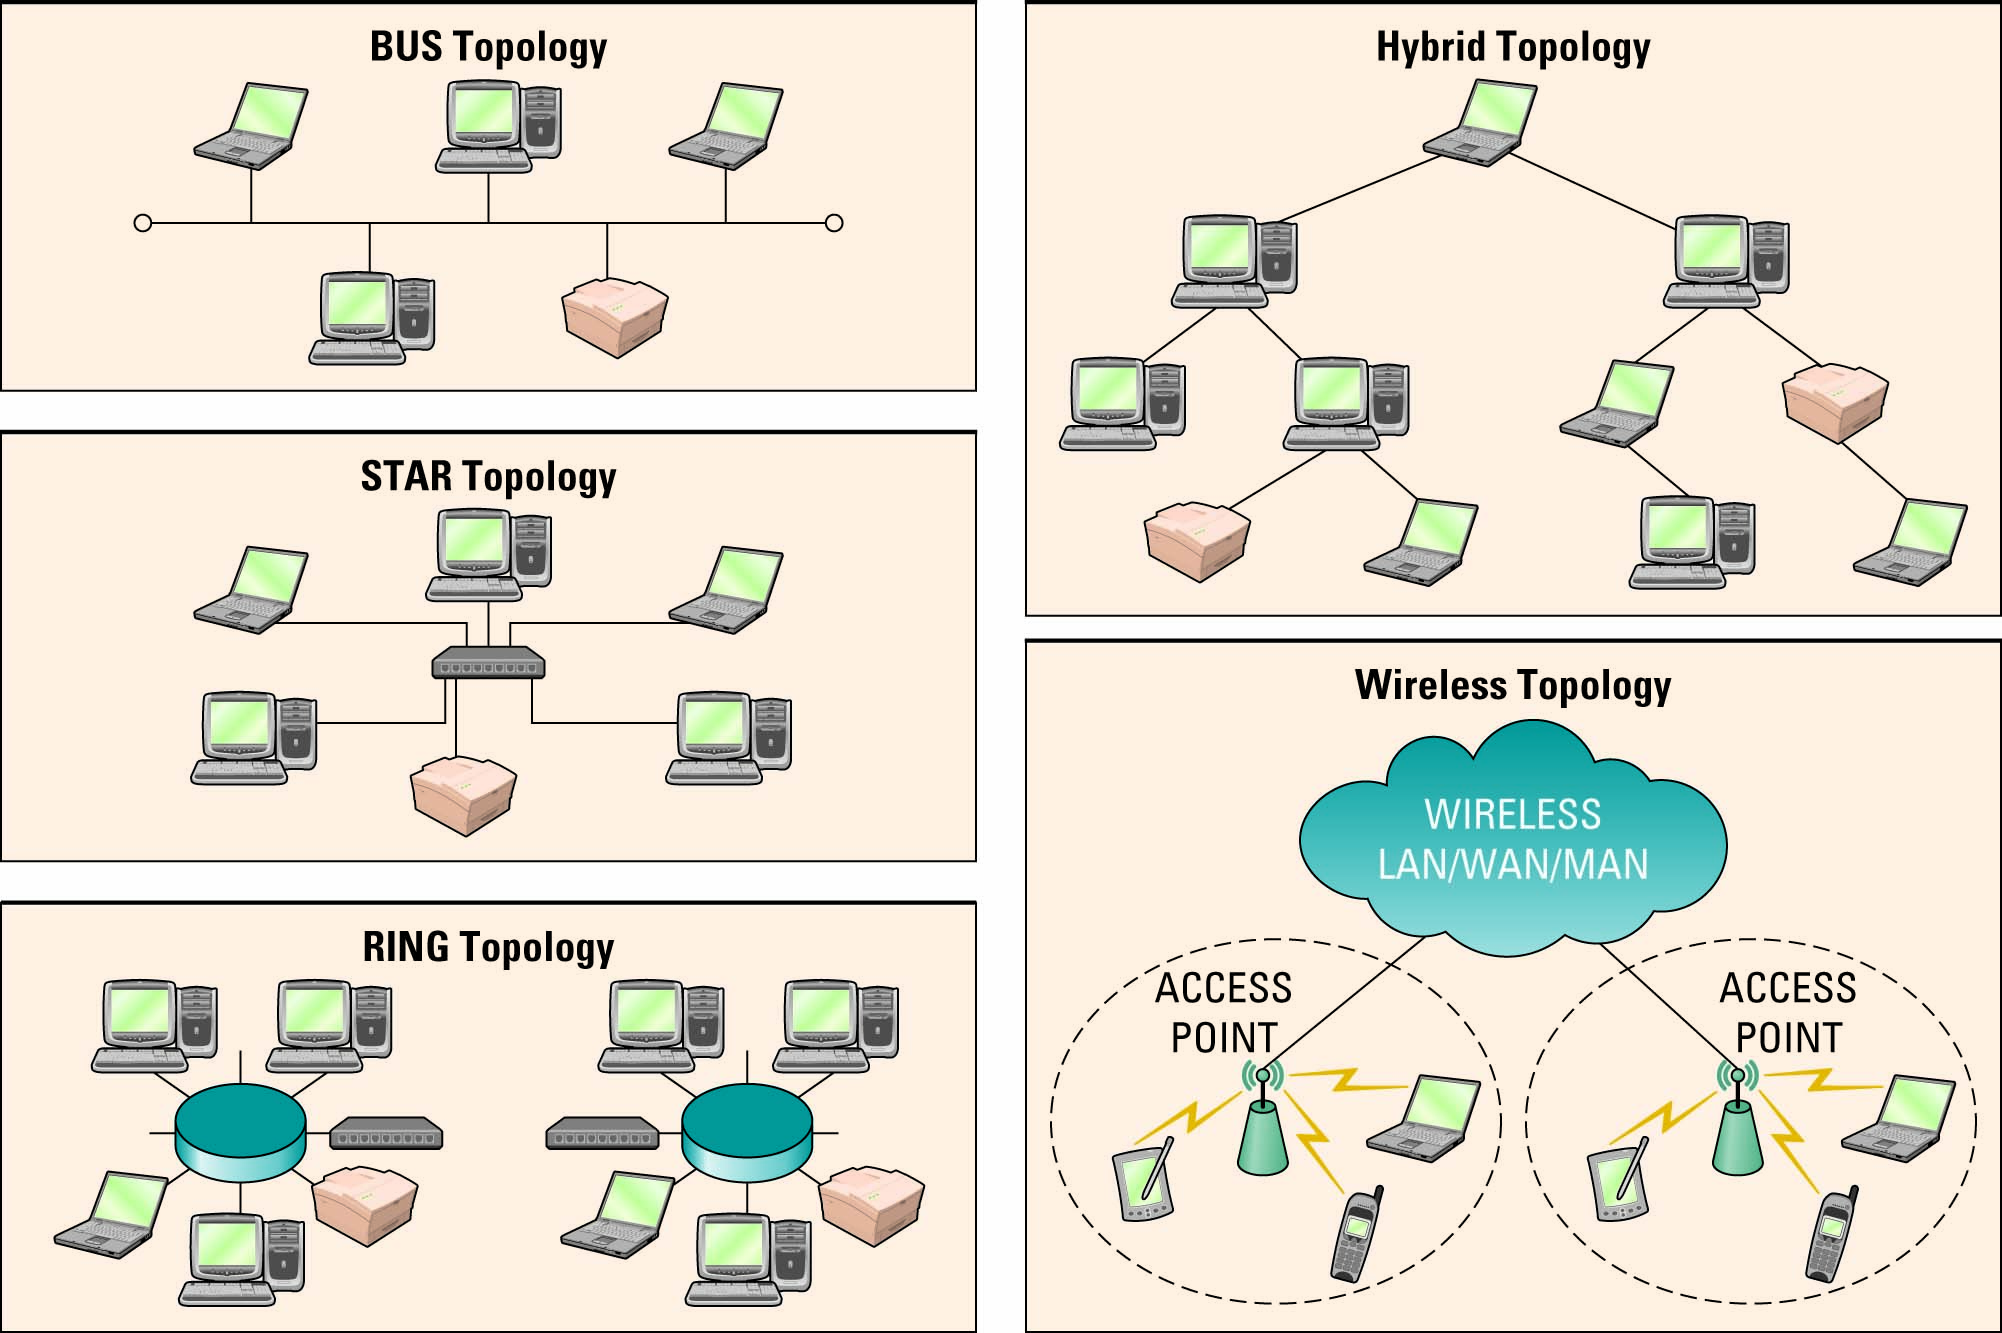 BUS Topology
STAR Topology
RING Topology
Hybrid Topology
Wireless Topology
WIRELESS
LAN/WAN/MAN
ACCESS
POINT
ACCESS
POINT